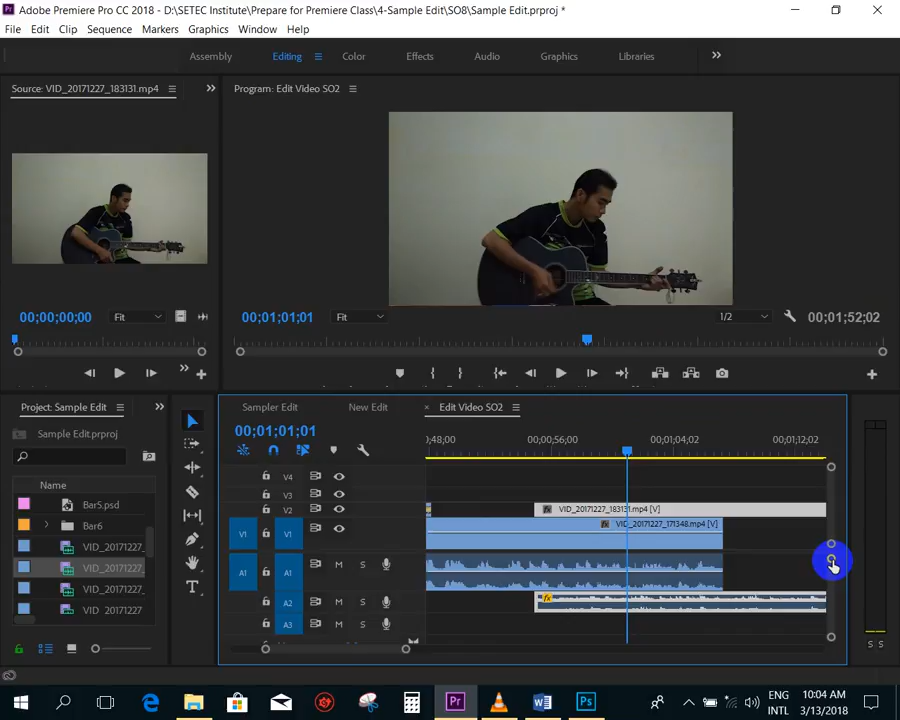 Adobe Premiere Pro CC 2018 - D:\SETEC Institute\Prepare for Premiere Class\4-Sample Edit\SO8\Sample Edit.prproj *
File Edit Clip Sequence Markers Graphics Window Help
Assembly Editing Color Effects Audio Graphics Libraries
Source: VID_20171227_183131.mp4
Program: Edit Video SO2
00;00;00;00 Fit
00;01;01;01 Fit 1/2 00;01;52;02
Project: Sample Edit
Sampler Edit New Edit × Edit Video SO2
Sample Edit.prproj
00;01;01;01
;00;48;00 00;00;56;00 00;01;04;02 00;01;12;02
Name
V4
Bar5.psd
V3
V2 VID_20171227_183131.mp4 [V]
Bar6
V1 V1 VID_20171227_171348.mp4 [V]
VID_20171227_
A1 A1 M S
VID_20171227_
VID_20171227_
A2 M S
VID_20171227
A3 M S
S S
ENG
INTL
10:04 AM
3/13/2018